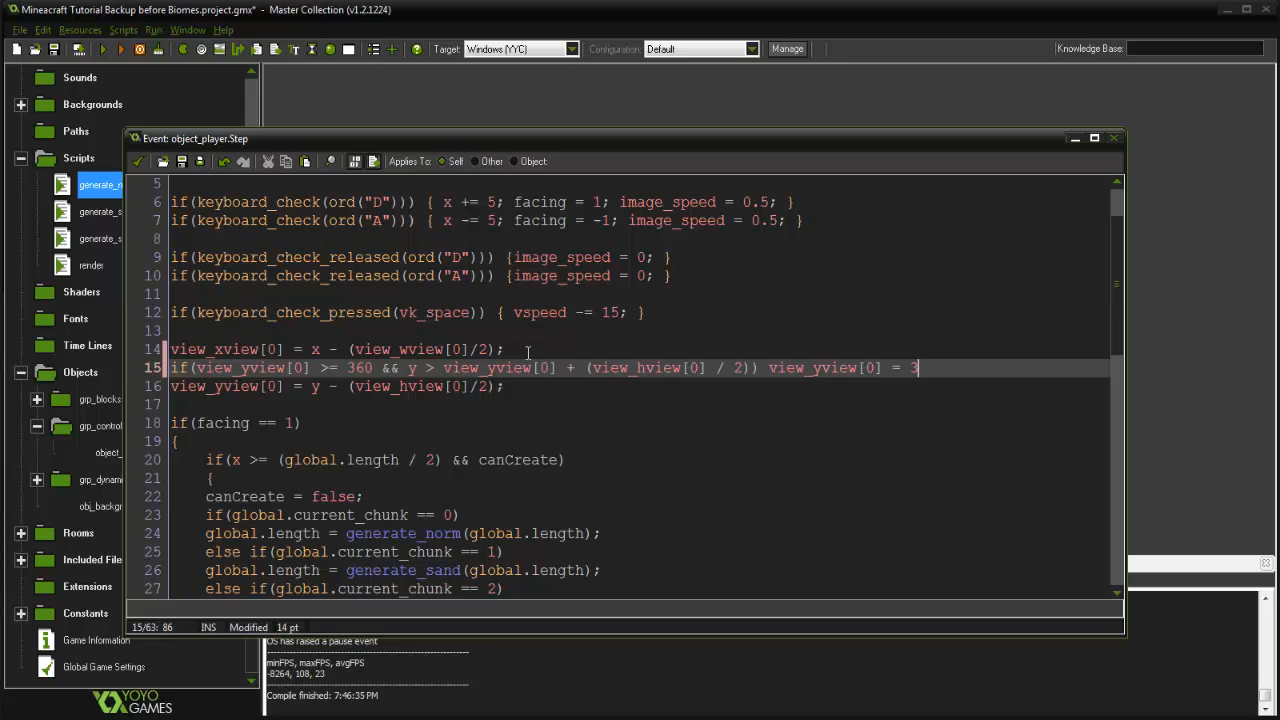 Mineacraft Tutorial Backup before Biomes.project.gmx* - Master Collection (v1.2.1224)
File Edit Resources Scripts Run Window Help
Target: Windows (YYC) Configuration: Default Manage Knowledge Base:
Sounds
Backgrounds
Paths
Scripts
generate_n
generate_s
generate_s
render
Shaders
Fonts
Time Lines
Objects
grp_blocks
grp_control
object_
grp_dynami
obj_backgr
Rooms
Included File
Extensions
Constants
Game Information
Global Game Settings
YOYO
GAMES
Event: object_player.Step
Applies To: Self Other Object
5
6 if(keyboard_check(ord("D"))) { x += 5; facing = 1; image_speed = 0.5; }
7 if(keyboard_check(ord("A"))) { x -= 5; facing = -1; image_speed = 0.5; }
8
9 if(keyboard_check_released(ord("D"))) {image_speed = 0; }
10 if(keyboard_check_released(ord("A"))) {image_speed = 0; }
11
12 if(keyboard_check_pressed(vk_space)) { vspeed -= 15; }
13
14 view_xview[0] = x - (view_wview[0]/2);
15 if(view_yview[0] >= 360 && y > view_yview[0] + (view_hview[0] / 2)) view_yview[0] = 3
16 view_yview[0] = y - (view_hview[0]/2);
17
18 if(facing == 1)
19 {
20 if(x >= (global.length / 2) && canCreate)
21 {
22 canCreate = false;
23 if(global.current_chunk == 0)
24 global.length = generate_norm(global.length);
25 else if(global.current_chunk == 1)
26 global.length = generate_sand(global.length);
27 else if(global.current_chunk == 2)
15/63: 86 INS Modified 14 pt
OS has raised a pause event
minFPS, maxFPS, avgFPS
-8264, 108, 23
Compile finished: 7:46:35 PM